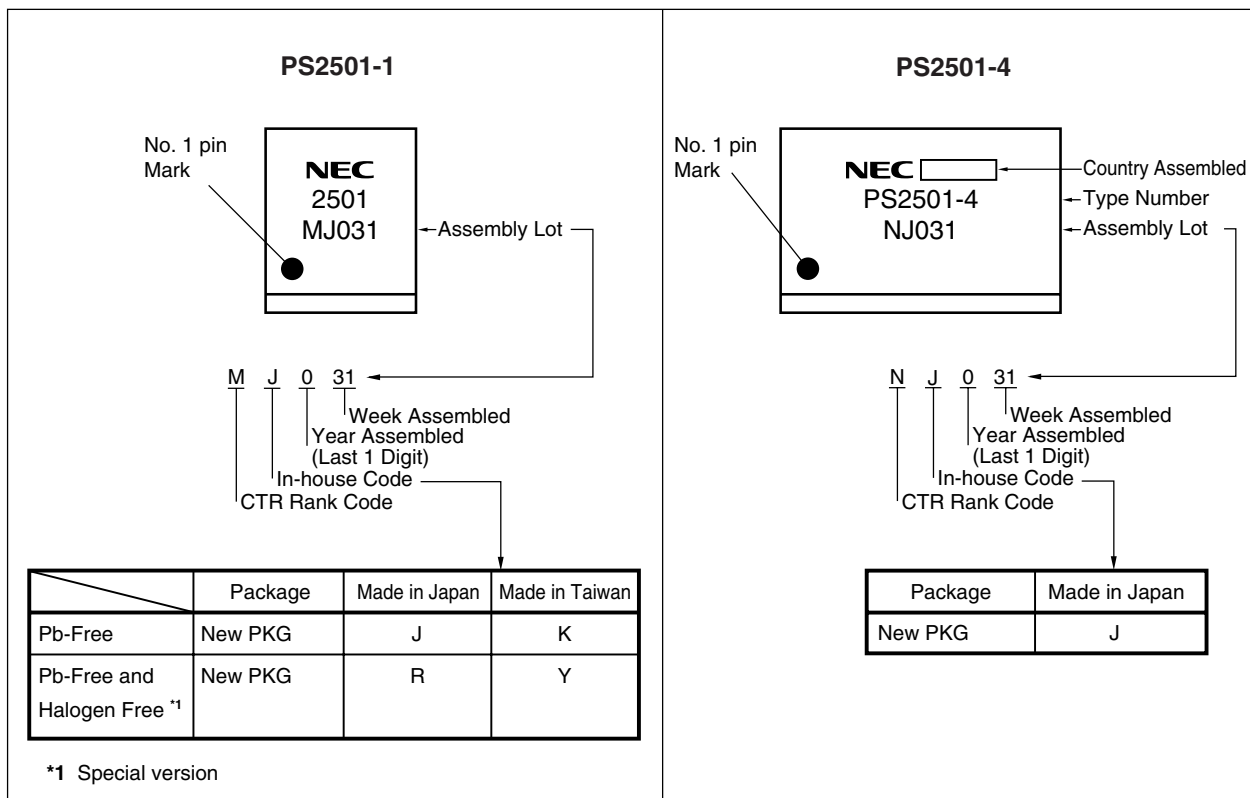 PS2501-1
No. 1 pin
Mark
NEC
2501
MJ031
Assembly Lot
M J 0 31
Week Assembled
Year Assembled
(Last 1 Digit)
In-house Code
CTR Rank Code
Package Made in Japan Made in Taiwan
Pb-Free New PKG J K
Pb-Free and New PKG R Y
Halogen Free *1
*1 Special version
PS2501-4
No. 1 pin
Mark
NEC Country Assembled
PS2501-4 Type Number
NJ031 Assembly Lot
N J 0 31
Week Assembled
Year Assembled
(Last 1 Digit)
In-house Code
CTR Rank Code
Package Made in Japan
New PKG J